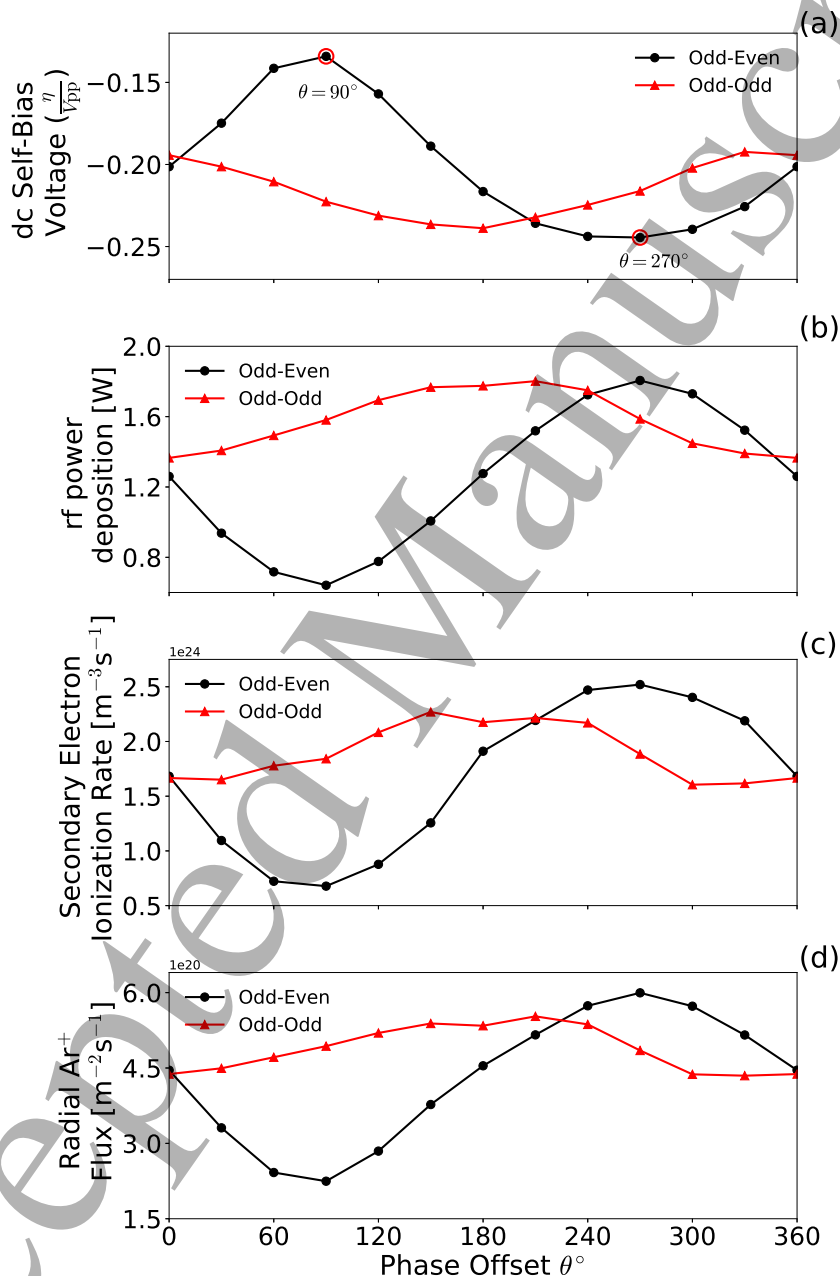 (a)
dc Self-Bias
Voltage (η/Vpp)
−0.15
−0.20
−0.25
Odd-Even
Odd-Odd
θ = 90°
θ = 270°
(b)
rf power
deposition [W]
2.0
1.6
1.2
0.8
Odd-Even
Odd-Odd
(c)
1e24
Secondary Electron
Ionization Rate [m⁻³s⁻¹]
2.5
2.0
1.5
1.0
0.5
Odd-Even
Odd-Odd
(d)
1e20
Radial Ar⁺
Flux [m⁻²s⁻¹]
6.0
4.5
3.0
1.5
Odd-Even
Odd-Odd
0 60 120 180 240 300 360
Phase Offset θ°
epted Manusc